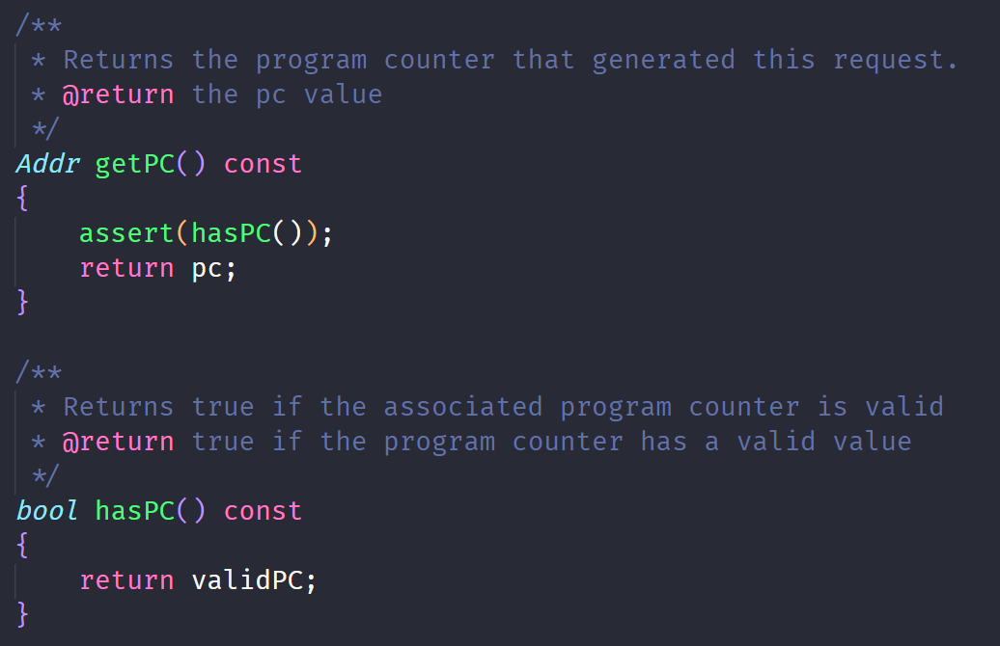 /**
 * Returns the program counter that generated this request.
 * @return the pc value
 */
Addr getPC() const
{
    assert(hasPC());
    return pc;
}

/**
 * Returns true if the associated program counter is valid
 * @return true if the program counter has a valid value
 */
bool hasPC() const
{
    return validPC;
}